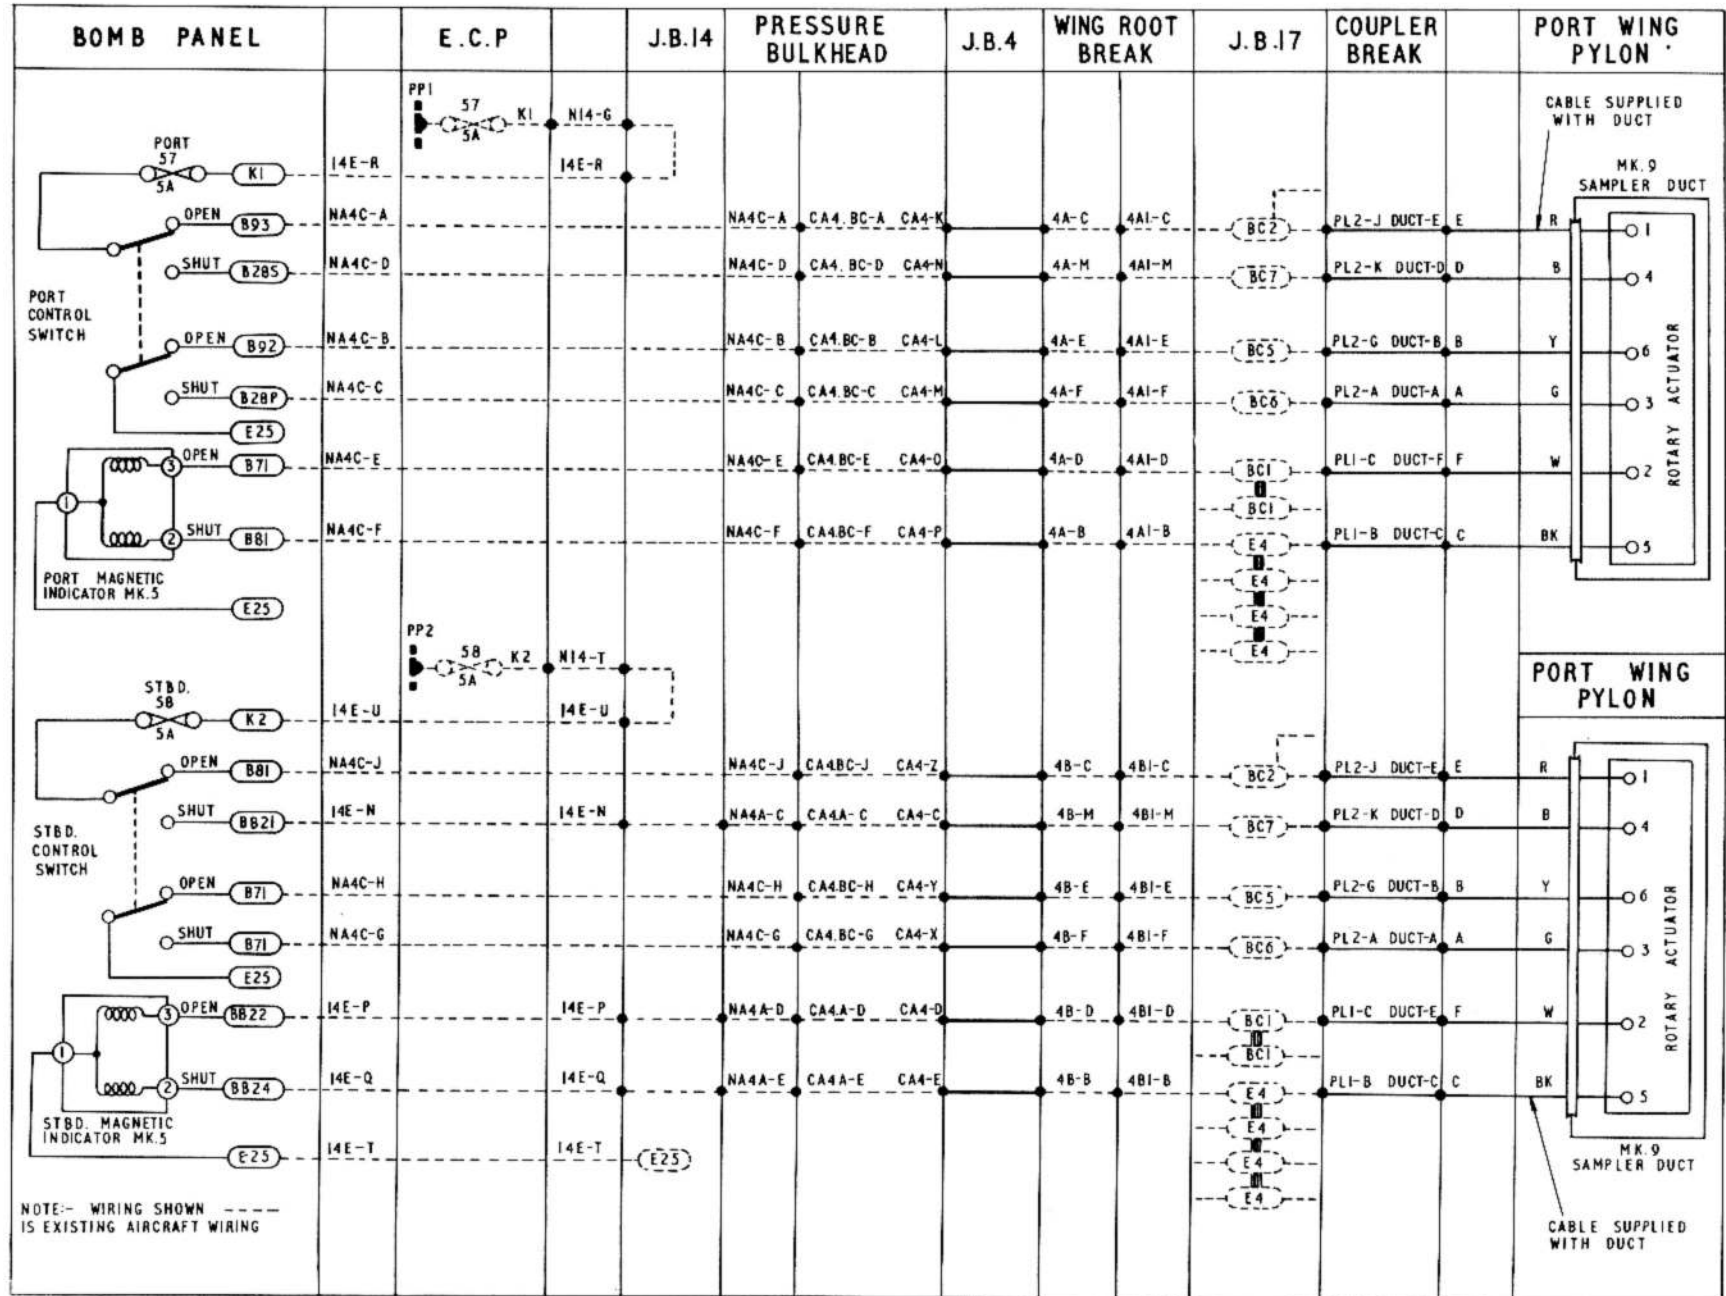 BOMB PANEL
E.C.P
J.B.14
PRESSURE
BULKHEAD
J.B.4
WING ROOT
BREAK
J.B.17
COUPLER
BREAK
PORT WING
PYLON
PP1
57
5A
K1
N14-G
CABLE SUPPLIED
WITH DUCT
MK.9
SAMPLER DUCT
PORT
57
5A
K1
14E-R
14E-R
OPEN
B93
NA4C-A
NA4C-A
CA4.BC-A
CA4-K
4A-C
4A1-C
BC2
PL2-J
DUCT-E
E
R
1
SHUT
B28S
NA4C-D
NA4C-D
CA4.BC-D
CA4-N
4A-M
4A1-M
BC7
PL2-K
DUCT-D
D
B
4
PORT
CONTROL
SWITCH
OPEN
B92
NA4C-B
NA4C-B
CA4.BC-B
CA4-L
4A-E
4A1-E
BC5
PL2-G
DUCT-B
B
Y
6
SHUT
B28P
NA4C-C
NA4C-C
CA4.BC-C
CA4-M
4A-F
4A1-F
BC6
PL2-A
DUCT-A
A
G
3
ROTARY ACTUATOR
E25
3
OPEN
B71
NA4C-E
NA4C-E
CA4.BC-E
CA4-O
4A-D
4A1-D
BC1
PL1-C
DUCT-F
F
W
2
1
BC1
2
SHUT
B81
NA4C-F
NA4C-F
CA4.BC-F
CA4-P
4A-B
4A1-B
E4
PL1-B
DUCT-C
C
BK
5
E4
E4
E4
PORT MAGNETIC
INDICATOR MK.5
E25
PP2
58
5A
K2
N14-T
PORT WING
PYLON
STBD.
58
5A
K2
14E-U
14E-U
OPEN
B81
NA4C-J
NA4C-J
CA4.BC-J
CA4-Z
4B-C
4B1-C
BC2
PL2-J
DUCT-E
E
R
1
SHUT
BB21
14E-N
14E-N
NA4A-C
CA4.A-C
CA4-C
4B-M
4B1-M
BC7
PL2-K
DUCT-D
D
B
4
STBD.
CONTROL
SWITCH
OPEN
B71
NA4C-H
NA4C-H
CA4.BC-H
CA4-Y
4B-E
4B1-E
BC5
PL2-G
DUCT-B
B
Y
6
SHUT
B71
NA4C-G
NA4C-G
CA4.BC-G
CA4-X
4B-F
4B1-F
BC6
PL2-A
DUCT-A
A
G
3
ROTARY ACTUATOR
E25
3
OPEN
BB22
14E-P
14E-P
NA4A-D
CA4.A-D
CA4-D
4B-D
4B1-D
BC1
PL1-C
DUCT-E
F
W
2
1
BC1
2
SHUT
BB24
14E-Q
14E-Q
NA4A-E
CA4A-E
CA4-E
4B-B
4B1-B
E4
PL1-B
DUCT-C
C
BK
5
E4
E4
E4
STBD. MAGNETIC
INDICATOR MK.5
E25
14E-T
14E-T
E25
MK.9
SAMPLER DUCT
NOTE:- WIRING SHOWN ----
IS EXISTING AIRCRAFT WIRING
CABLE SUPPLIED
WITH DUCT